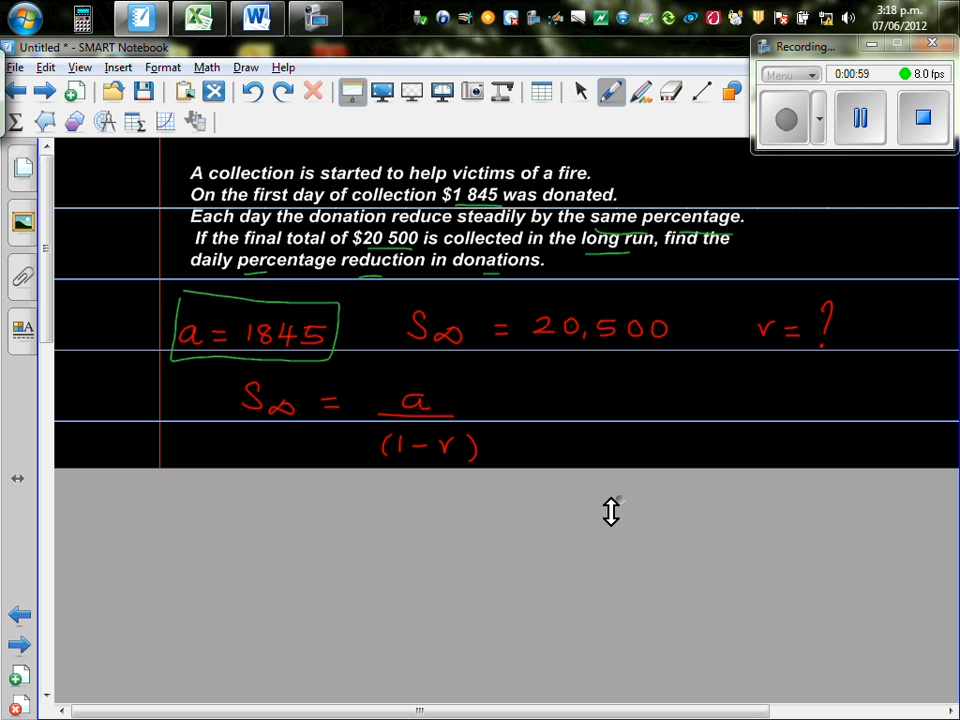 3:18 p.m.
07/06/2012
Untitled * - SMART Notebook
Recording...
File Edit View Insert Format Math Draw Help
Menu 0:00:59 8.0 fps
A collection is started to help victims of a fire.
On the first day of collection $1 845 was donated.
Each day the donation reduce steadily by the same percentage.
If the final total of $20 500 is collected in the long run, find the
daily percentage reduction in donations.
a = 1845 S∞ = 20,500 r = ?
S∞ = a
(1 - r)